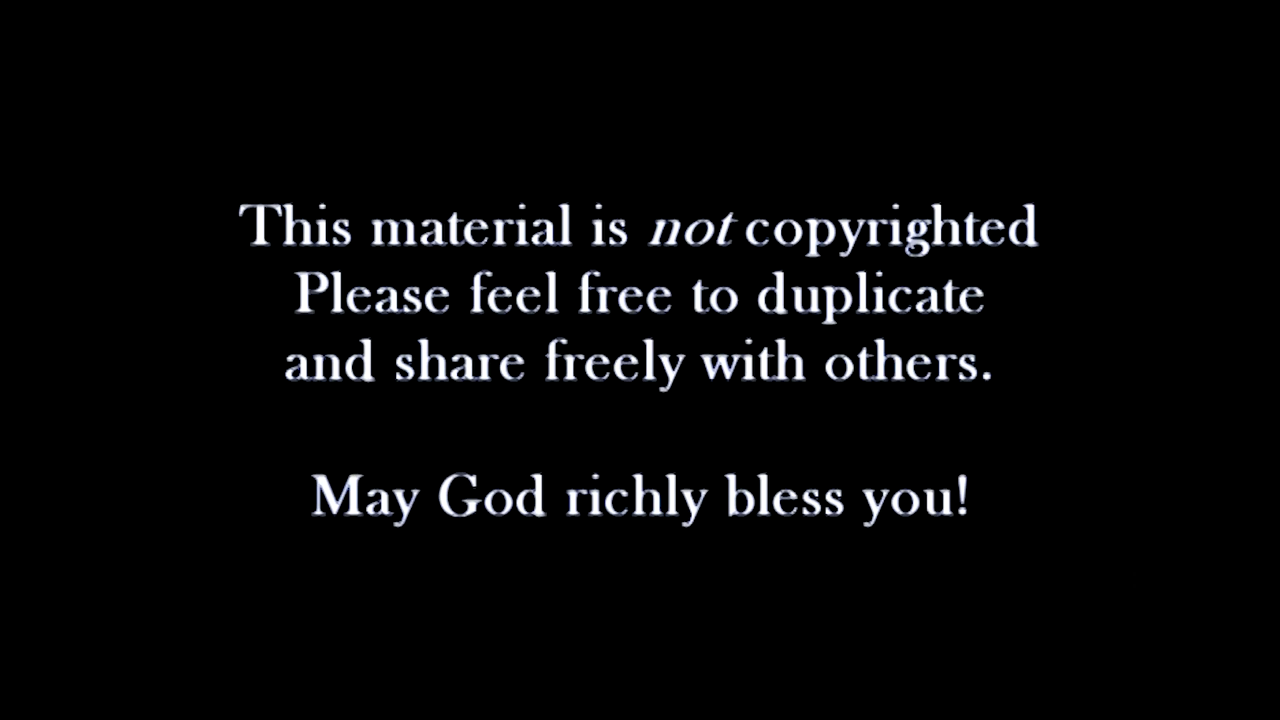 This material is not copyrighted
Please feel free to duplicate
and share freely with others.
May God richly bless you!